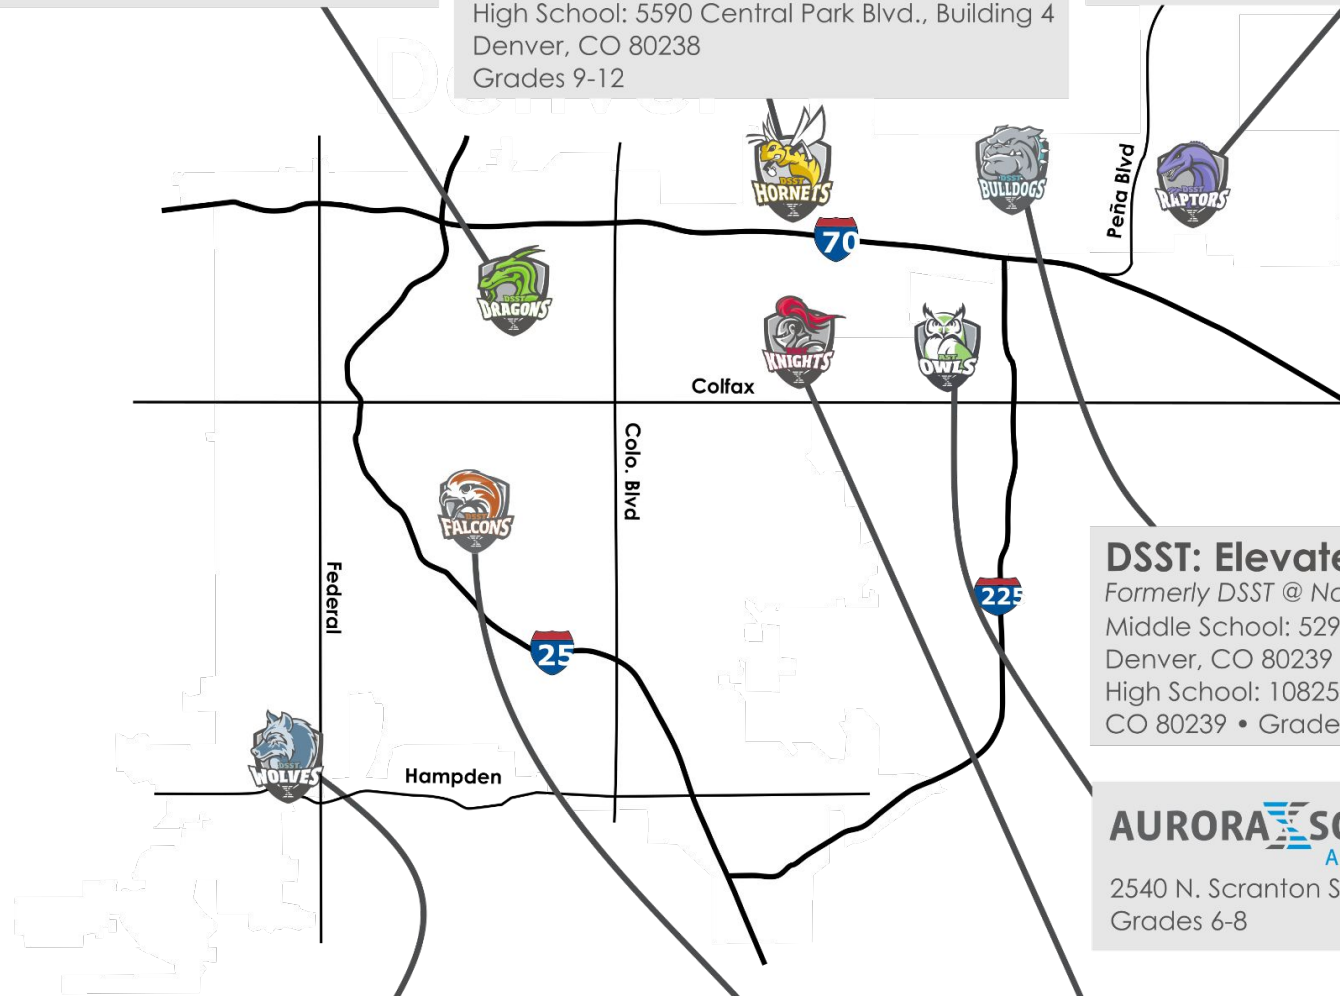 High School: 5590 Central Park Blvd., Building 4
Denver, CO 80238
Grades 9-12
Denver
DSST
HORNETS
DSST
BULLDOGS
Peña Blvd
DSST
RAPTORS
70
DSST
DRAGONS
KNIGHTS
OWLS
Colfax
Colo. Blvd
DSST
FALCONS
Federal
225
25
DSST: Elevate
Formerly DSST @ No
Middle School: 529
Denver, CO 80239
High School: 10825
CO 80239 • Grade
DSST
WOLVES
Hampden
AURORA SC
A
2540 N. Scranton S
Grades 6-8